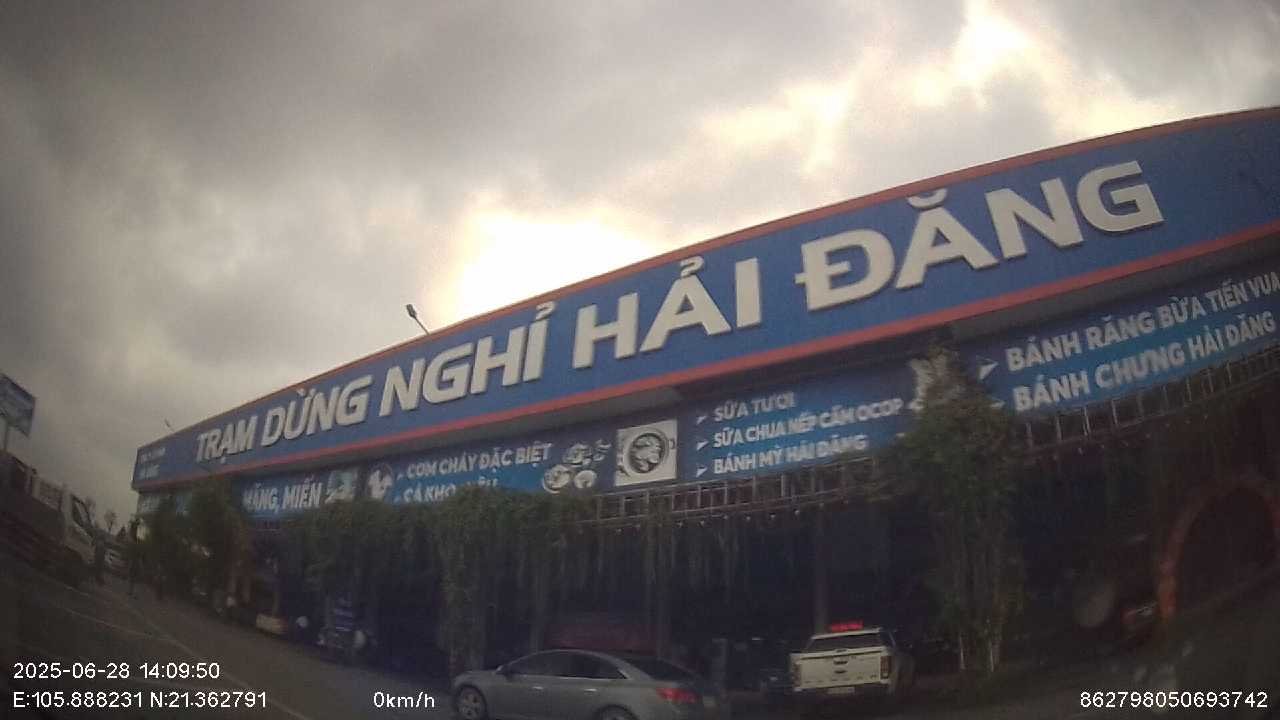 TRẠM DỪNG NGHỈ HẢI ĐĂNG
MĂNG, MIẾN
CƠM CHÁY ĐẶC BIỆT
CÁ KHO
SỮA TƯƠI
SỮA CHUA NẾP CẨM OCOP
BÁNH MỲ HẢI ĐĂNG
BÁNH RĂNG BỪA TIẾN VUA
BÁNH CHƯNG HẢI ĐĂNG
2025-06-28 14:09:50
E:105.888231 N:21.362791
0km/h
862798050693742